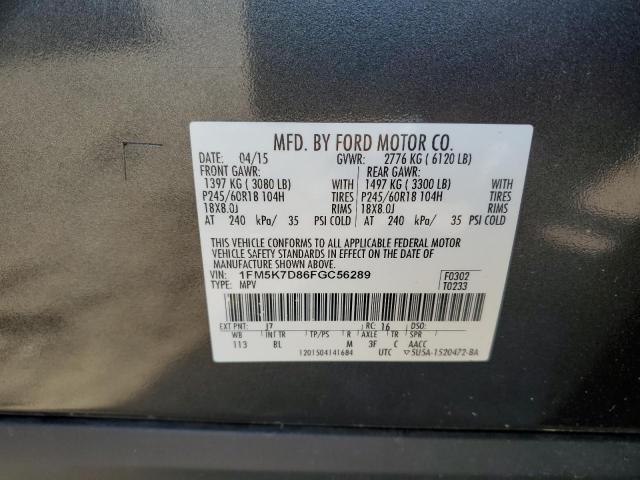 MFD. BY FORD MOTOR CO.
DATE: 04/15 GVWR: 2776 KG ( 6120 LB)
FRONT GAWR: REAR GAWR:
1397 KG ( 3080 LB) WITH 1497 KG ( 3300 LB) WITH
P245/60R18 104H TIRES P245/60R18 104H TIRES
18X8.0J RIMS 18X8.0J RIMS
AT 240 kPa/ 35 PSI COLD AT 240 kPa/ 35 PSI COLD
THIS VEHICLE CONFORMS TO ALL APPLICABLE FEDERAL MOTOR
VEHICLE SAFETY STANDARDS IN EFFECT ON THE DATE OF
MANUFACTURE SHOWN ABOVE.
VIN: 1FM5K7D86FGC56289 F0302
TYPE: MPV T0233
EXT PNT: J7 RC: 16 DSO:
WB INT TR TP/PS R AXLE TR SPR
113 BL M 3F C AACC
1201504141684 UTC ▽5U5A-1520472-BA